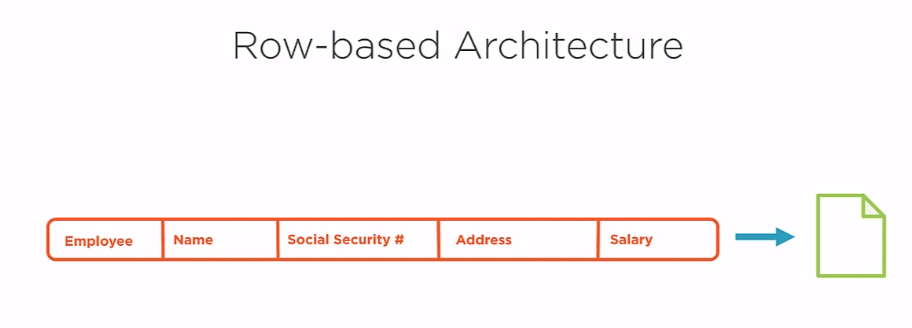 Row-based Architecture
Employee Name Social Security # Address Salary